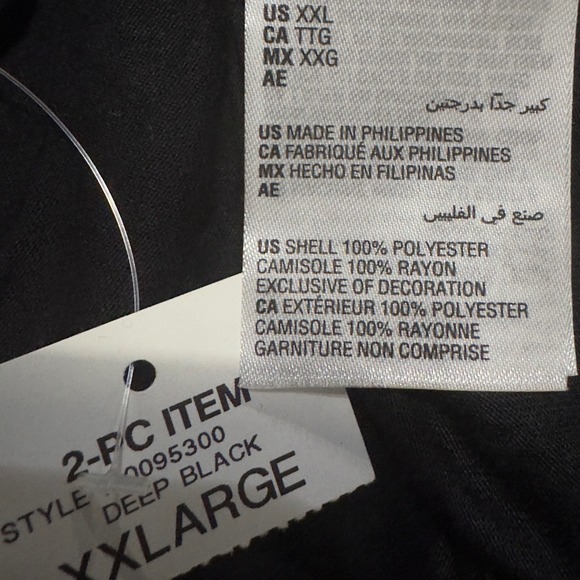 US XXL
CA TTG
MX XXG
AE
كبير جدًا بدرجتين
US MADE IN PHILIPPINES
CA FABRIQUÉ AUX PHILIPPINES
MX HECHO EN FILIPINAS
AE
صنع في الفلبين
US SHELL 100% POLYESTER
CAMISOLE 100% RAYON
EXCLUSIVE OF DECORATION
CA EXTÉRIEUR 100% POLYESTER
CAMISOLE 100% RAYONNE
GARNITURE NON COMPRISE
2-PC ITEM
STYLE 0095300
DEEP BLACK
XXLARGE